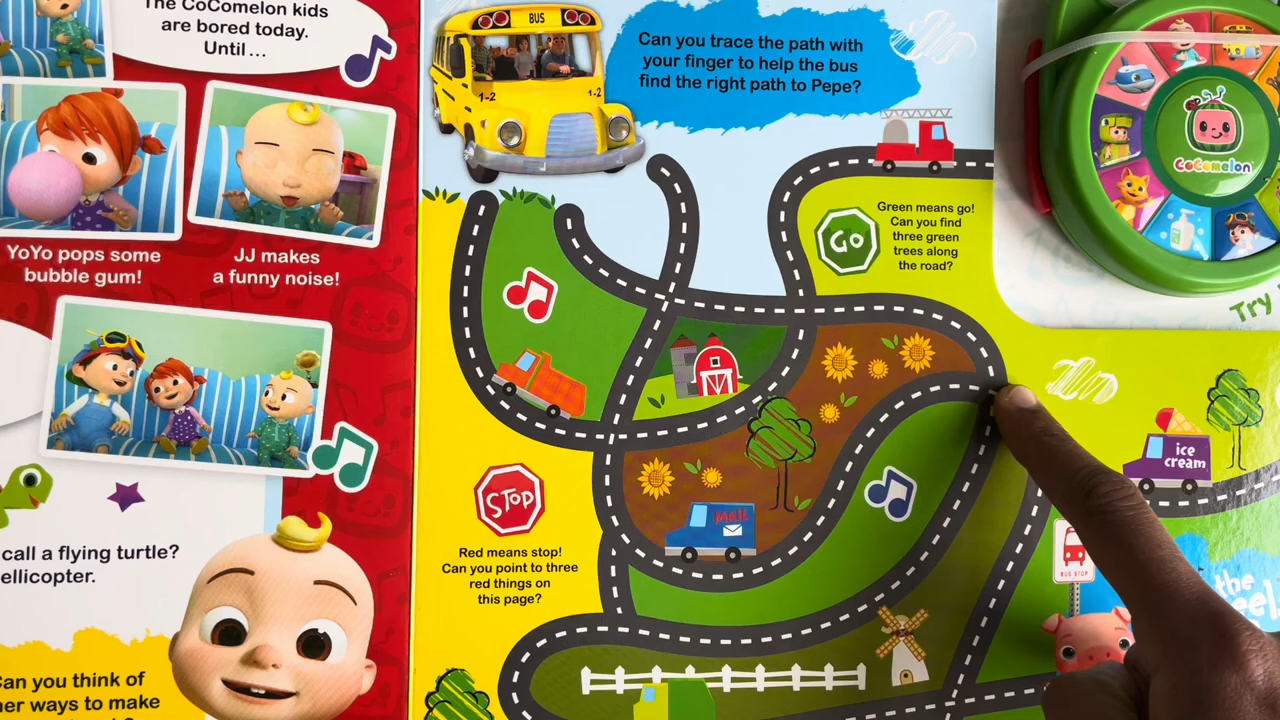 The CoComelon kids
are bored today.
Until ...
YoYo pops some
bubble gum!
JJ makes
a funny noise!
call a flying turtle?
ellicopter.
an you think of
ner ways to make
BUS
1-2
1-2
Can you trace the path with
your finger to help the bus
find the right path to Pepe?
GO
Green means go!
Can you find
three green
trees along
the road?
STOP
Red means stop!
Can you point to three
red things on
this page?
MAIL
ice
cream
BUS STOP
the
CoComelon
Try